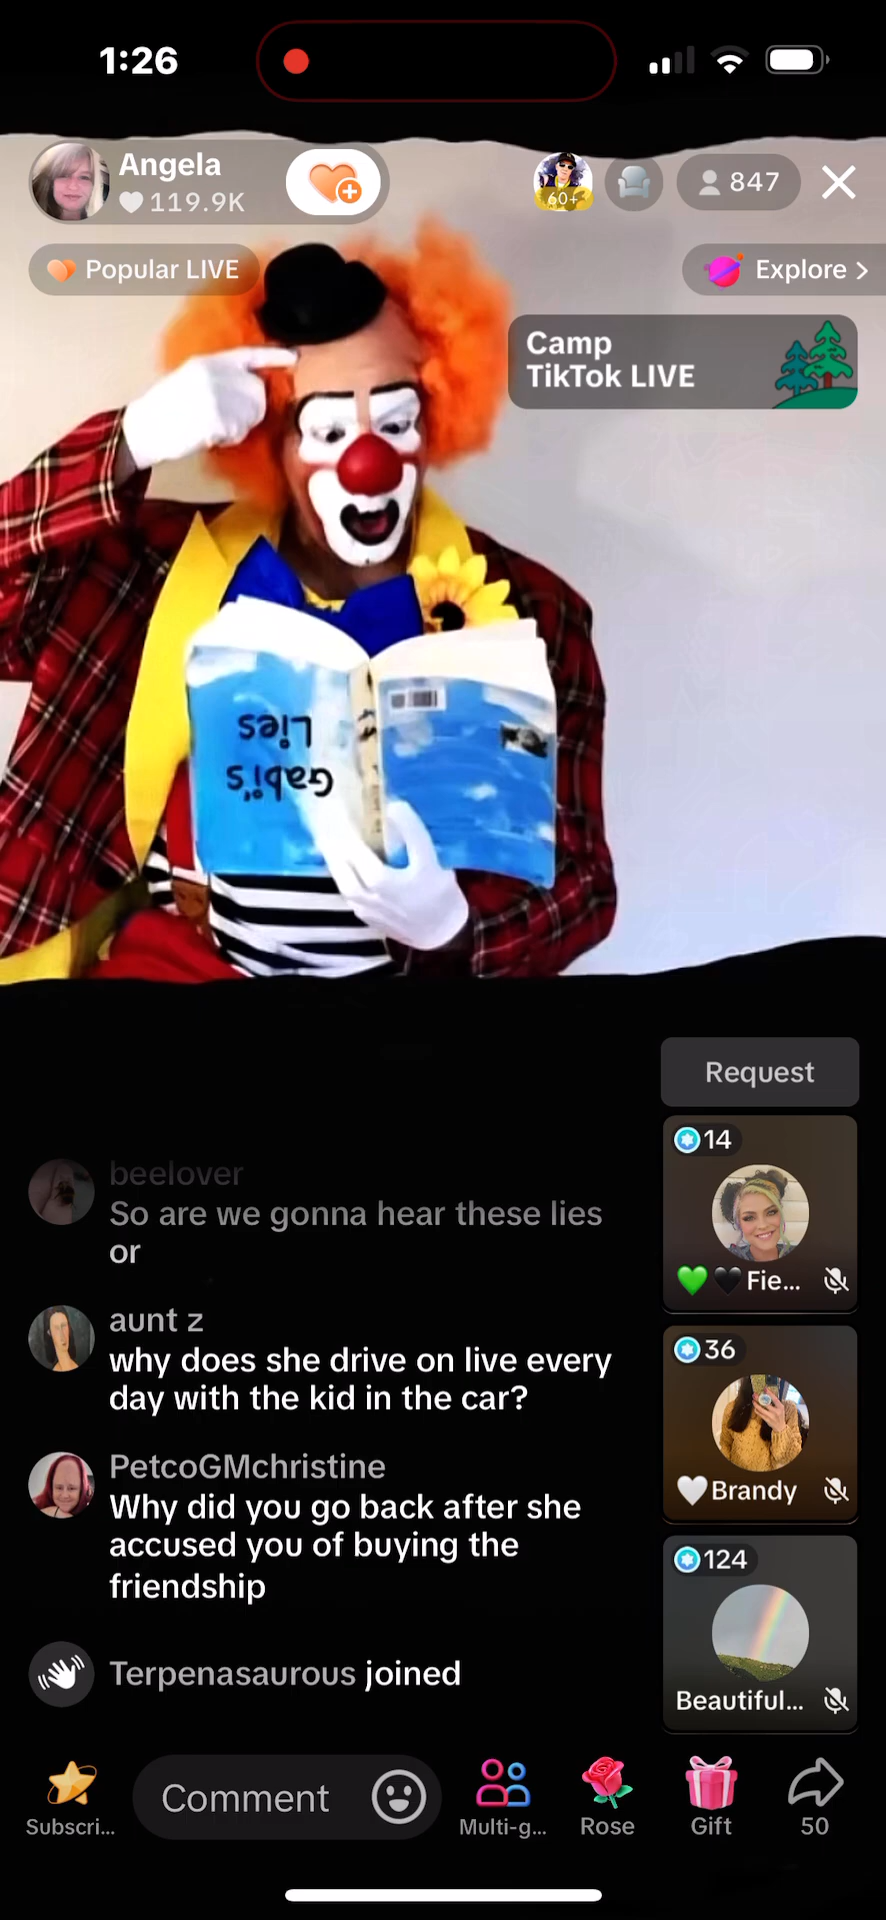 1:26
Angela
119.9K
60+
847
Popular LIVE
Explore >
Camp
TikTok LIVE
Gabi's
Lies
Request
14
Fie...
36
Brandy
124
Beautiful...
beelover
So are we gonna hear these lies
or
aunt z
why does she drive on live every
day with the kid in the car?
PetcoGMchristine
Why did you go back after she
accused you of buying the
friendship
Terpenasaurous joined
Subscri...
Comment
Multi-g...
Rose
Gift
50